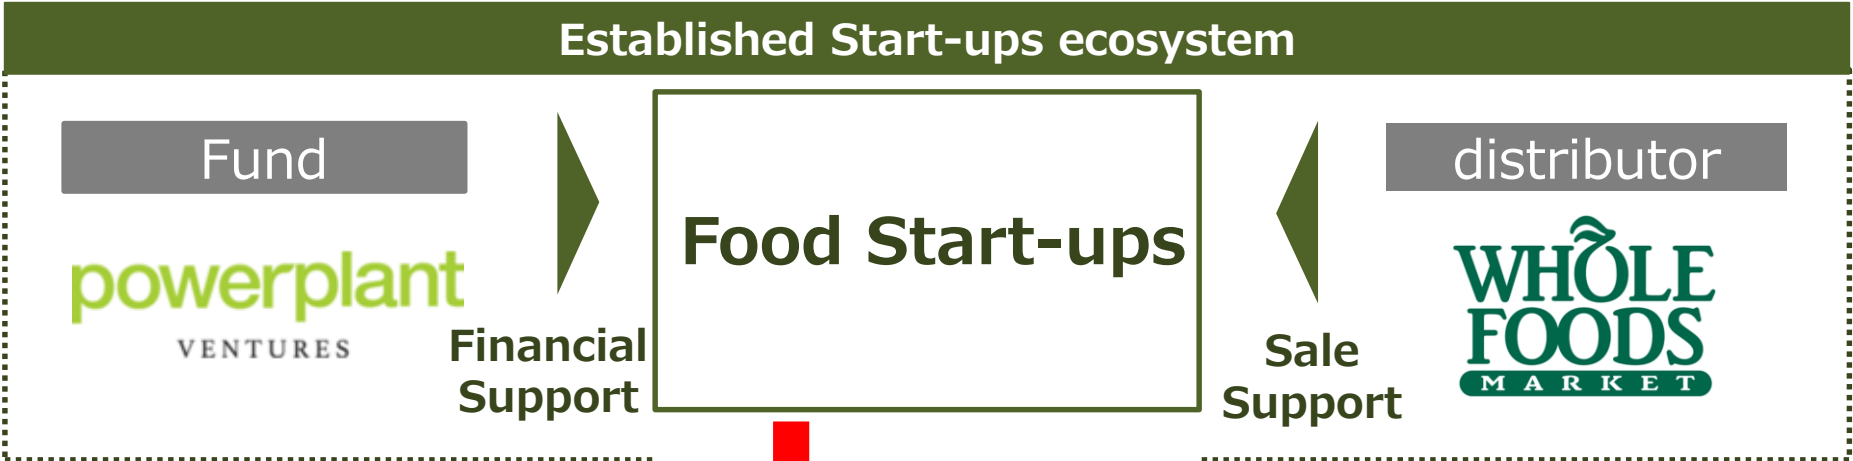 Established Start-ups ecosystem
Fund
powerplant
VENTURES
Financial
Support
Food Start-ups
distributor
WHOLE
FOODS
MARKET
Sale
Support